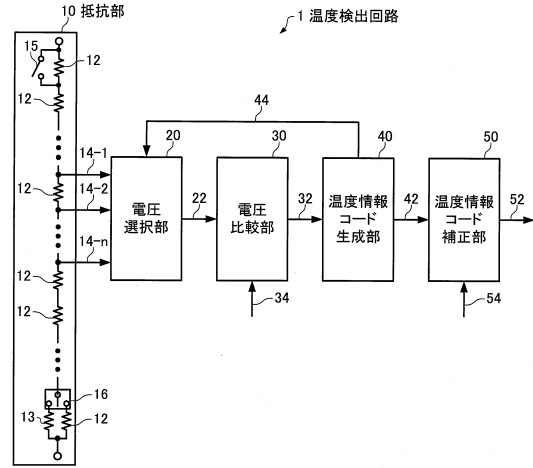 10 抵抗部
1 温度検出回路
15
12
12
44
14-1
20
30
40
50
12
14-2
電圧
選択部
22
電圧
比較部
32
温度情報
コード
生成部
42
温度情報
コード
補正部
52
14-n
12
34
54
12
16
13
12